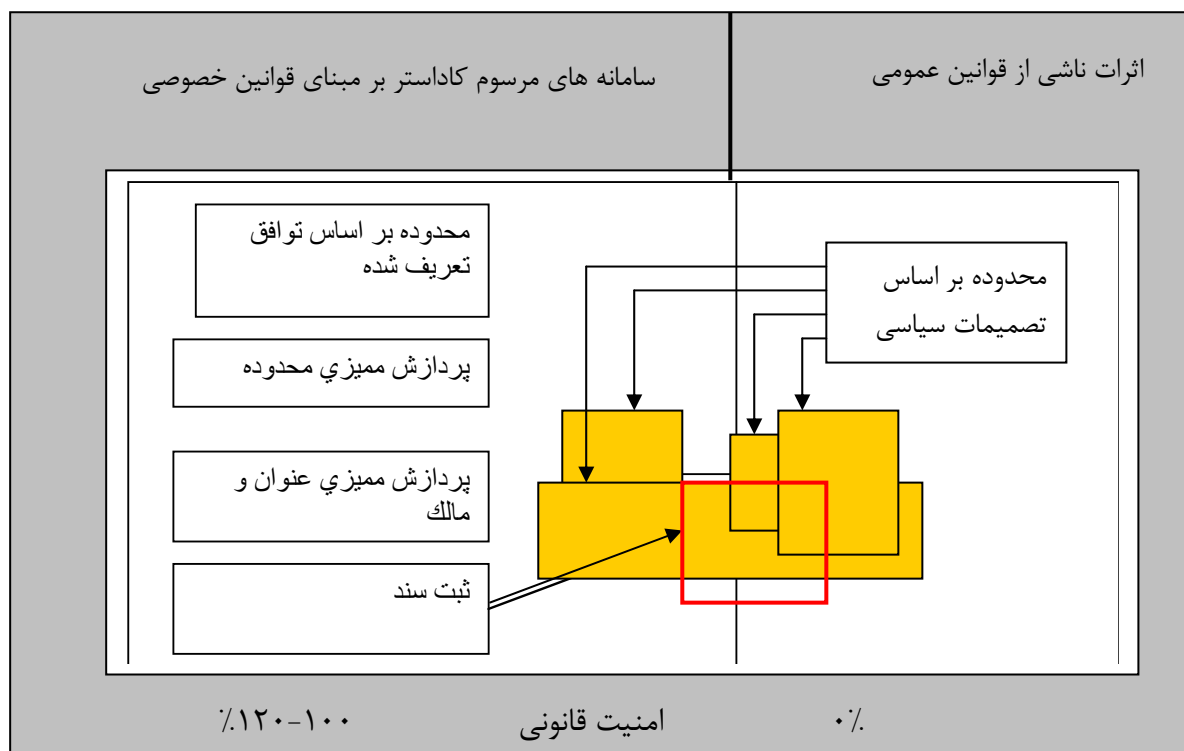 اثرات ناشی از قوانین عمومی
سامانه های مرسوم کاداستر بر مبنای قوانین خصوصی
محدوده بر اساس
تصمیمات سیاسی
محدوده بر اساس توافق
تعریف شده
پردازش مميزي محدوده
پردازش مميزي عنوان و
مالك
ثبت سند
۰٪
امنیت قانونی
۱۰۰-۱۲۰٪